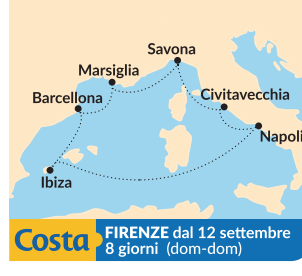 Savona
Marsiglia
Barcellona
Civitavecchia
Napoli
Ibiza
Costa
FIRENZE dal 12 settembre
8 giorni (dom-dom)